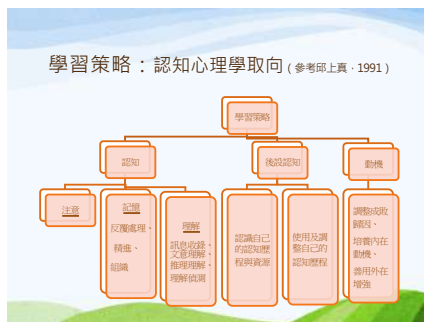 學習策略：認知心理學取向(參考邱上真，1991)
學習策略
認知
後設認知
動機
注意
記憶
反覆處理、
精進、
組織
理解
訊息收錄、
文意理解、
推理理解、
理解偵測
認識自己
的認知歷
程與資源
使用及調
整自己的
認知歷程
調整成敗
歸因、
培養內在
動機、
善用外在
增強